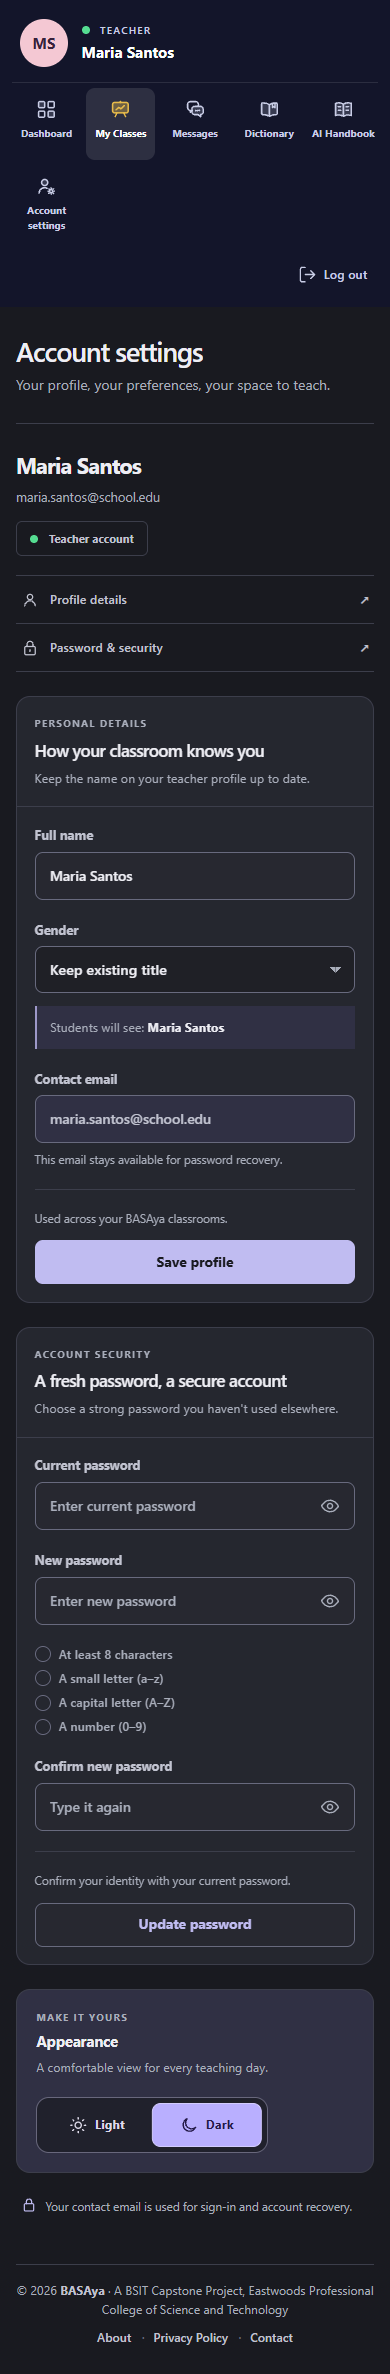 MS
TEACHER
Maria Santos
Dashboard
My Classes
Messages
Dictionary
AI Handbook
Account
settings
Log out
Account settings
Your profile, your preferences, your space to teach.
Maria Santos
maria.santos@school.edu
Teacher account
Profile details ↗
Password & security ↗
PERSONAL DETAILS
How your classroom knows you
Keep the name on your teacher profile up to date.
Full name
Maria Santos
Gender
Keep existing title
Students will see: Maria Santos
Contact email
maria.santos@school.edu
This email stays available for password recovery.
Used across your BASAya classrooms.
Save profile
ACCOUNT SECURITY
A fresh password, a secure account
Choose a strong password you haven't used elsewhere.
Current password
Enter current password
New password
Enter new password
At least 8 characters
A small letter (a–z)
A capital letter (A–Z)
A number (0–9)
Confirm new password
Type it again
Confirm your identity with your current password.
Update password
MAKE IT YOURS
Appearance
A comfortable view for every teaching day.
Light
Dark
Your contact email is used for sign-in and account recovery.
© 2026 BASAya · A BSIT Capstone Project, Eastwoods Professional
College of Science and Technology
About · Privacy Policy · Contact